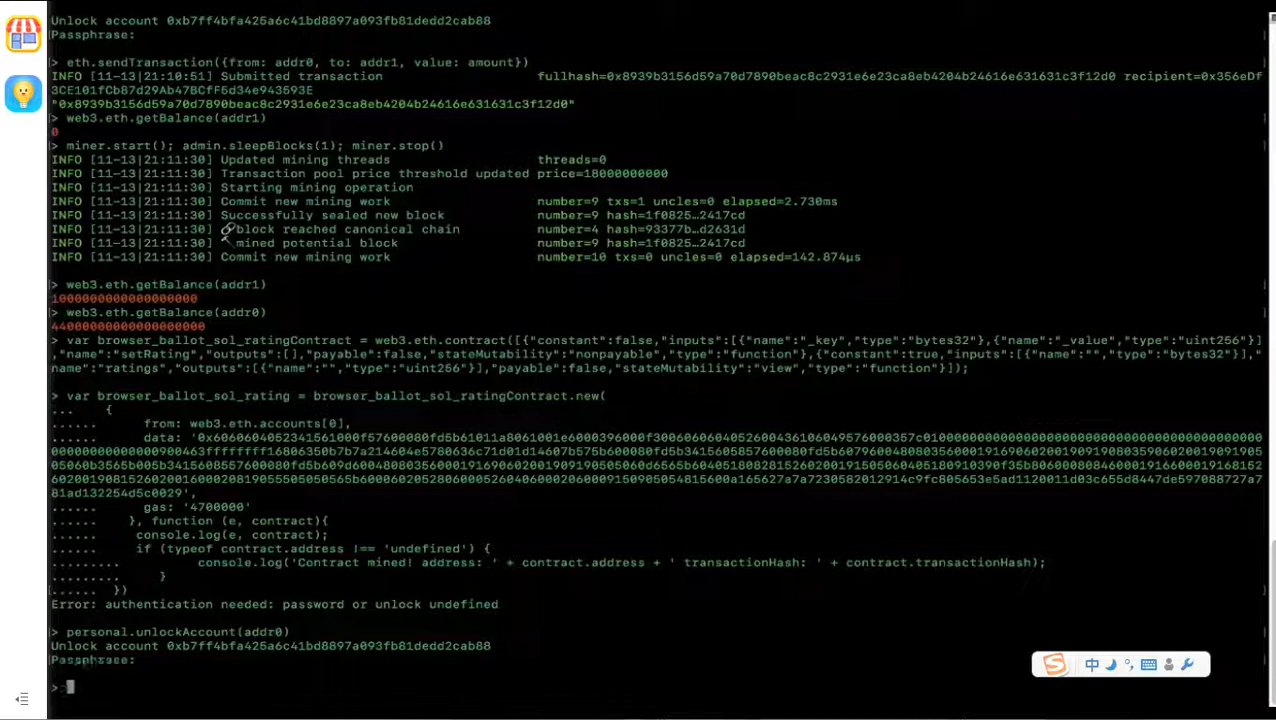 Unlock account 0xb7ff4bfa425a6c41bd8897a093fb81dedd2cab88
Passphrase:
> eth.sendTransaction({from: addr0, to: addr1, value: amount})
INFO [11-13|21:10:51] Submitted transaction fullhash=0x8939b3156d59a70d7890beac8c2931e6e23ca8eb4204b24616e631631c3f12d0 recipient=0x356eDf
3CE101fCb87d29Ab47BCfF5d34e943593E
"0x8939b3156d59a70d7890beac8c2931e6e23ca8eb4204b24616e631631c3f12d0"
> web3.eth.getBalance(addr1)
0
> miner.start(); admin.sleepBlocks(1); miner.stop()
INFO [11-13|21:11:30] Updated mining threads threads=0
INFO [11-13|21:11:30] Transaction pool price threshold updated price=18000000000
INFO [11-13|21:11:30] Starting mining operation
INFO [11-13|21:11:30] Commit new mining work number=9 txs=1 uncles=0 elapsed=2.730ms
INFO [11-13|21:11:30] Successfully sealed new block number=9 hash=1f0825…2417cd
INFO [11-13|21:11:30] 🔗block reached canonical chain number=4 hash=93377b…d2631d
INFO [11-13|21:11:30] 🔨mined potential block number=9 hash=1f0825…2417cd
INFO [11-13|21:11:30] Commit new mining work number=10 txs=0 uncles=0 elapsed=142.874µs
> web3.eth.getBalance(addr1)
> web3.eth.getBalance(addr0)
> var browser_ballot_sol_ratingContract = web3.eth.contract([{"constant":false,"inputs":[{"name":"_key","type":"bytes32"},{"name":"_value","type":"uint256"}]
,"name":"setRating","outputs":[],"payable":false,"stateMutability":"nonpayable","type":"function"},{"constant":true,"inputs":[{"name":"","type":"bytes32"}],
"name":"ratings","outputs":[{"name":"","type":"uint256"}],"payable":false,"stateMutability":"view","type":"function"}]);
> var browser_ballot_sol_rating = browser_ballot_sol_ratingContract.new(
... {
...... from: web3.eth.accounts[0],
...... data:
81ad132254d5c0029',
...... gas: '4700000'
...... }, function (e, contract){
...... console.log(e, contract);
...... if (typeof contract.address !== 'undefined') {
......... console.log('Contract mined! address: ' + contract.address + ' transactionHash: ' + contract.transactionHash);
......... }
...... })
Error: authentication needed: password or unlock undefined
> personal.unlockAccount(addr0)
Unlock account 0xb7ff4bfa425a6c41bd8897a093fb81dedd2cab88
Passphrase:
>
中